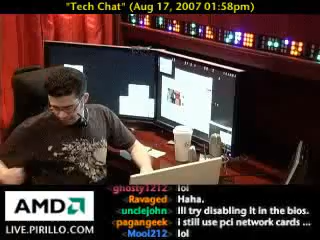 "Tech Chat" (Aug 17, 2007 01:58pm)
ghosty1212 lol
Ravaged Haha.
unclejohn Ill try disabling it in the bios.
pagangeek i still use pci network cards ...
Mool212 lol
AMD
LIVE.PIRILLO.COM